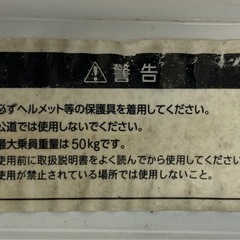 ⚠警告
必ずヘルメット等の保護具を着用してください。
公道では使用しないでください。
最大乗員重量は50kgです。
使用前に取扱説明書をよく読んでから使用してください。
使用が禁止されている場所では使用しないこと。